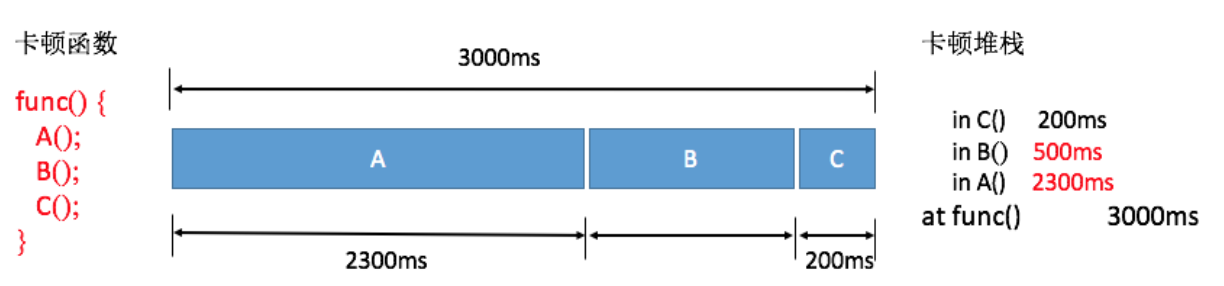 卡顿函数
func() {
A();
B();
C();
}
3000ms
A
B
C
2300ms
200ms
卡顿堆栈
in C() 200ms
in B() 500ms
in A() 2300ms
at func() 3000ms